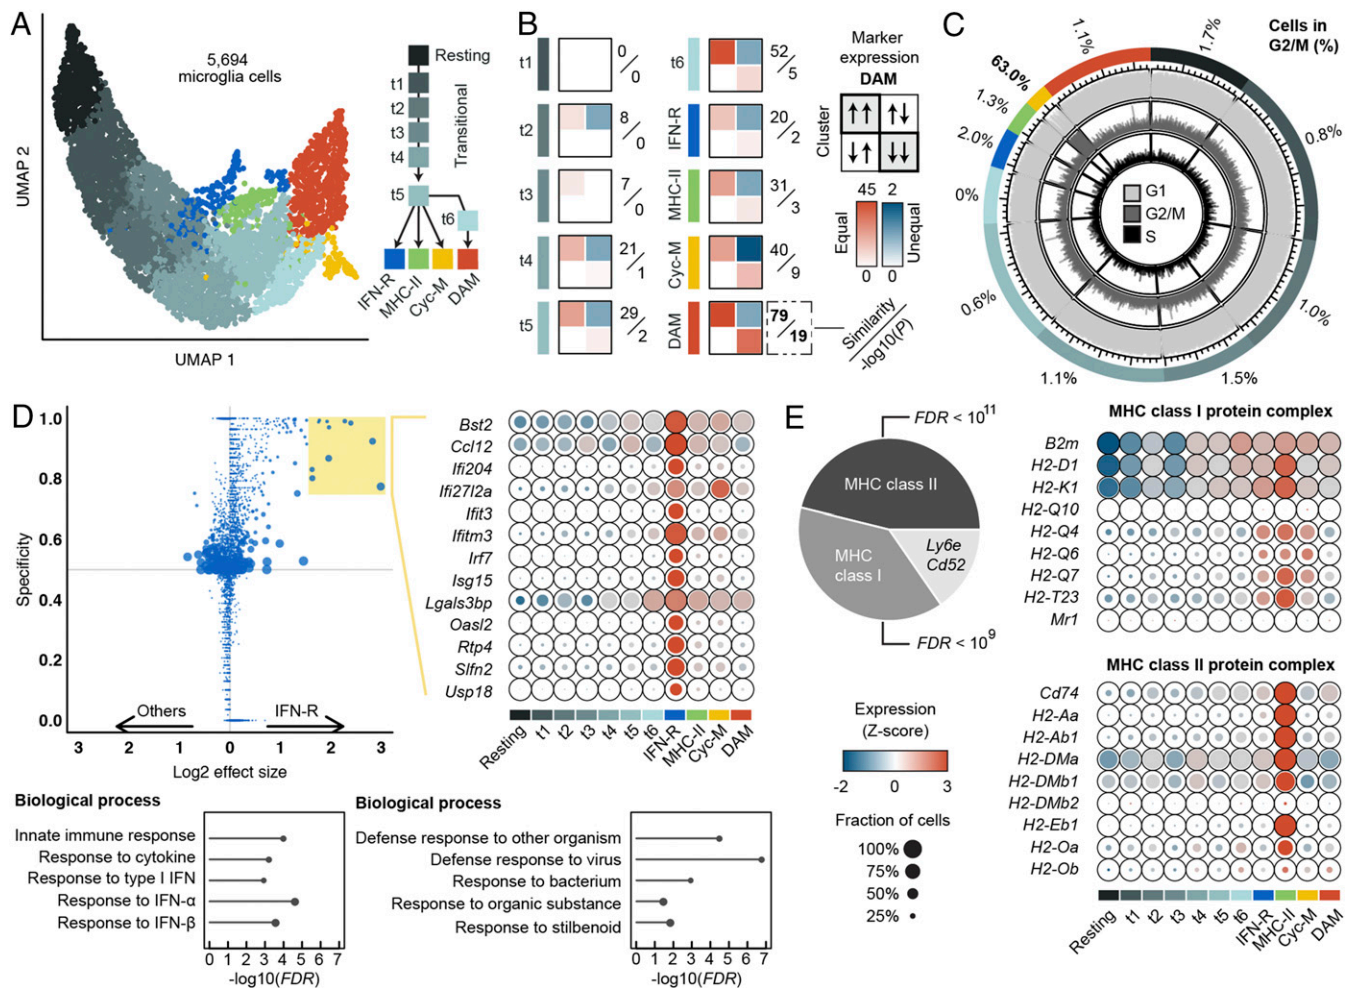 A
5,694
microglia cells
UMAP 2
UMAP 1
Resting
t1
t2
t3
t4
t5
t6
Transitional
IFN-R
MHC-II
Cyc-M
DAM
B
t1
0/0
t2
8/0
t3
7/0
t4
21/1
t5
29/2
t6
52/5
IFN-R
20/2
MHC-II
31/3
Cyc-M
40/9
DAM
79/19
Marker
expression
DAM
Cluster
↑↑ ↑↓
↓↑ ↓↓
45 2
Equal
Unequal
0 0
Similarity
-log10(P)
C
Cells in
G2/M (%)
1.7%
0.8%
1.0%
1.5%
1.1%
0.6%
0%
2.0%
1.3%
63.0%
1.1%
G1
G2/M
S
D
Specificity
1.0
0.8
0.6
0.4
0.2
0.0
Others
IFN-R
3 2 1 0 1 2 3
Log2 effect size
Bst2
Ccl12
Ifi204
Ifi27l2a
Ifit3
Ifitm3
Irf7
Isg15
Lgals3bp
Oasl2
Rtp4
Slfn2
Usp18
Resting
t1
t2
t3
t4
t5
t6
IFN-R
MHC-II
Cyc-M
DAM
Biological process
Innate immune response
Response to cytokine
Response to type I IFN
Response to IFN-α
Response to IFN-β
0 1 2 3 4 5 6 7
-log10(FDR)
Biological process
Defense response to other organism
Defense response to virus
Response to bacterium
Response to organic substance
Response to stilbenoid
0 1 2 3 4 5 6 7
-log10(FDR)
E
FDR < 10¹¹
MHC class II
MHC
class I
Ly6e
Cd52
FDR < 10⁹
Expression
(Z-score)
-2 0 3
Fraction of cells
100%
75%
50%
25%
MHC class I protein complex
B2m
H2-D1
H2-K1
H2-Q10
H2-Q4
H2-Q6
H2-Q7
H2-T23
Mr1
MHC class II protein complex
Cd74
H2-Aa
H2-Ab1
H2-DMa
H2-DMb1
H2-DMb2
H2-Eb1
H2-Oa
H2-Ob
Resting
t1
t2
t3
t4
t5
t6
IFN-R
MHC-II
Cyc-M
DAM